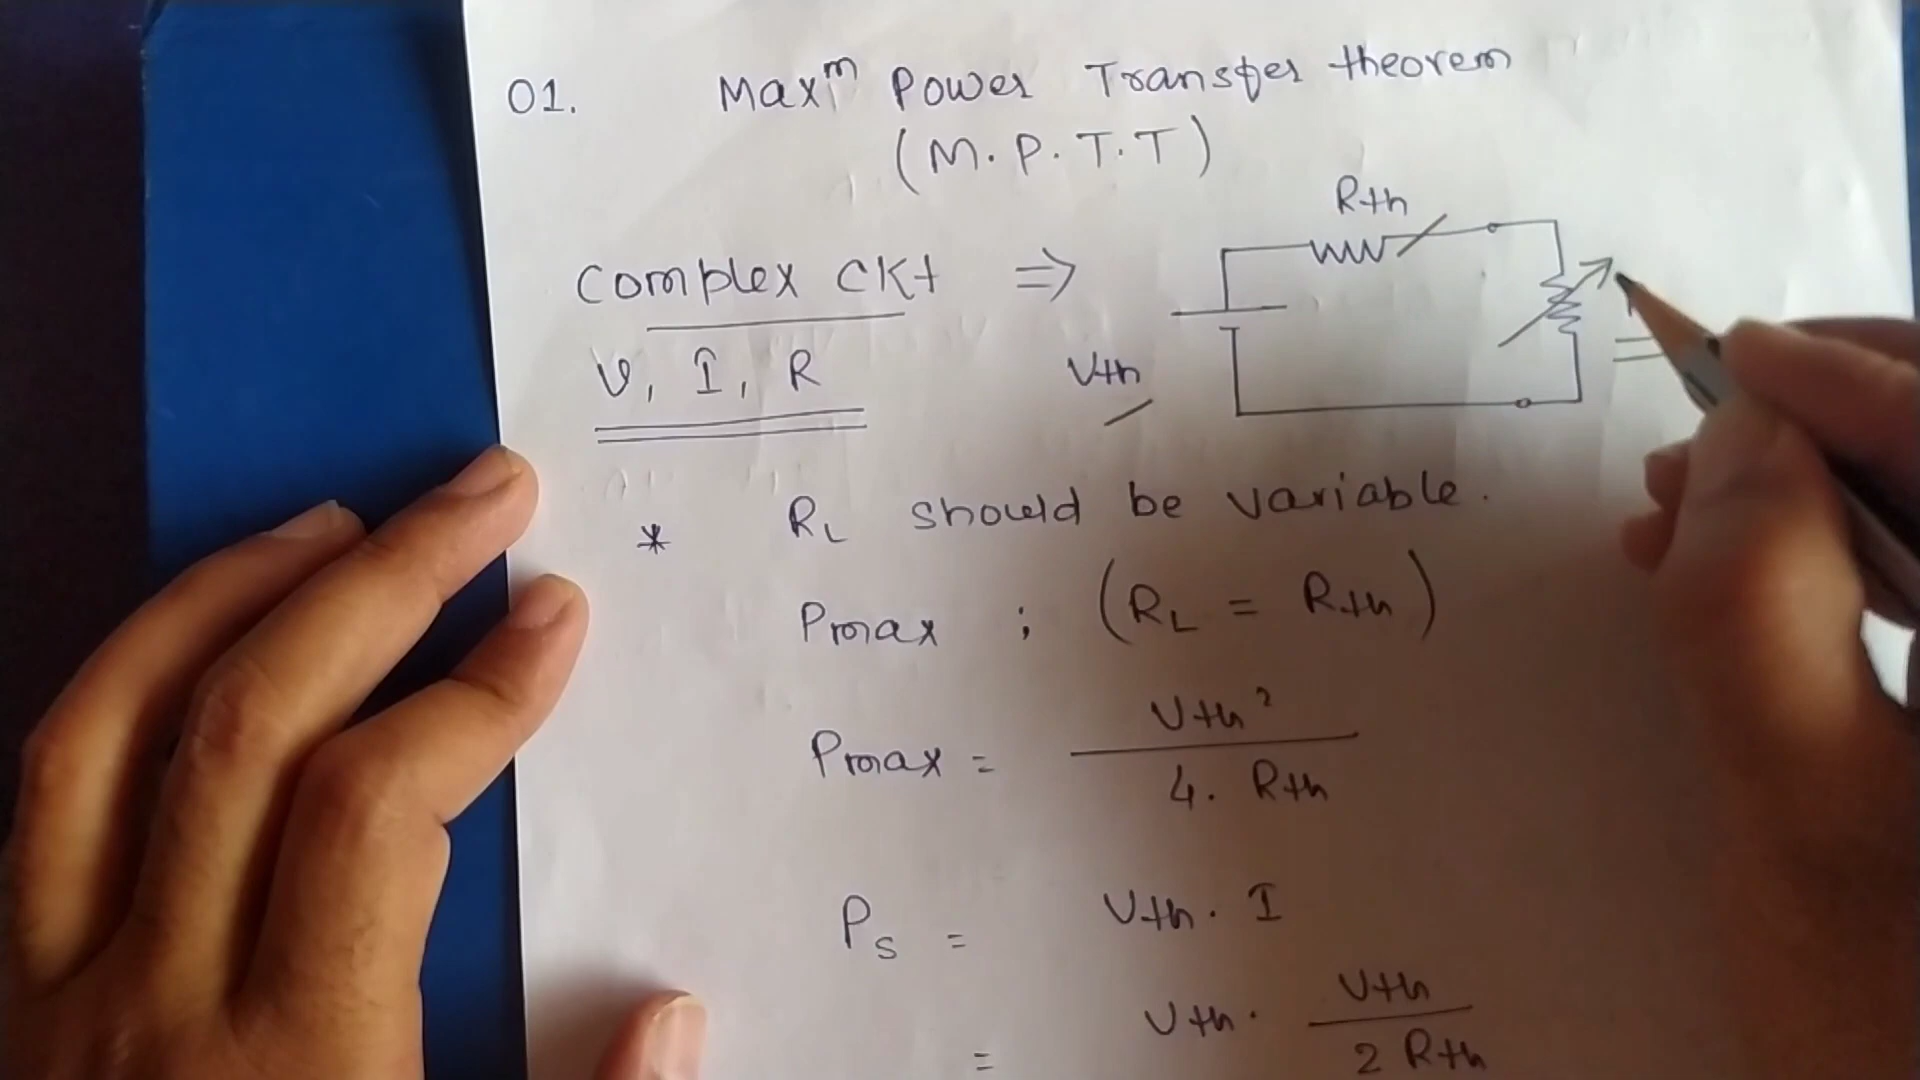 01. Maxᵐ Power Transfer theorem
(M.P.T.T)
Rth
Complex CKt ⇒
V, I, R
Vth
* RL should be variable.
Pmax ; (RL = Rth)
Pmax = Vth² / 4. Rth
Ps = Vth. I
= Vth. Vth / 2 Rth